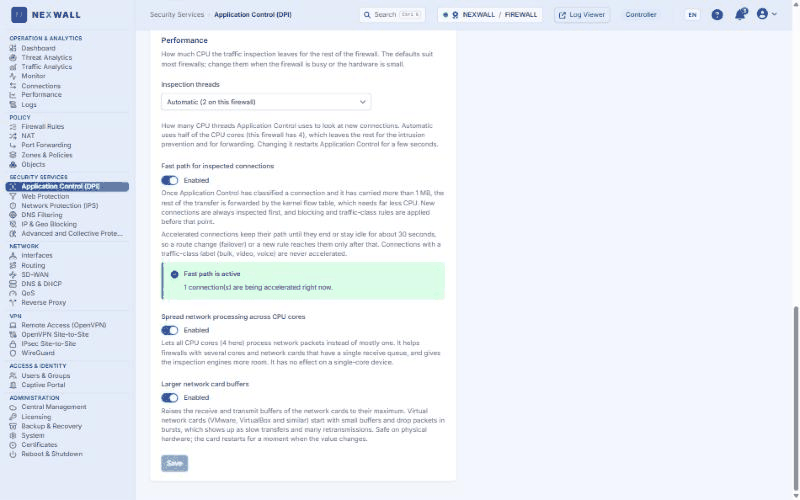 NEXWALL
Security Services
Application Control (DPI)
Search
Ctrl K
NEXWALL / FIREWALL
Log Viewer
Controller
EN
OPERATION & ANALYTICS
Dashboard
Threat Analytics
Traffic Analytics
Monitor
Connections
Performance
Logs
POLICY
Firewall Rules
NAT
Port Forwarding
Zones & Policies
Objects
SECURITY SERVICES
Application Control (DPI)
Web Protection
Network Protection (IPS)
DNS Filtering
IP & Geo Blocking
Advanced and Collective Prote...
NETWORK
Interfaces
Routing
SD-WAN
DNS & DHCP
QoS
Reverse Proxy
VPN
Remote Access (OpenVPN)
OpenVPN Site-to-Site
IPsec Site-to-Site
WireGuard
ACCESS & IDENTITY
Users & Groups
Captive Portal
ADMINISTRATION
Central Management
Licensing
Backup & Recovery
System
Certificates
Reboot & Shutdown
Performance
How much CPU the traffic inspection leaves for the rest of the firewall. The defaults suit
most firewalls; change them when the firewall is busy or the hardware is small.
Inspection threads
Automatic (2 on this firewall)
How many CPU threads Application Control uses to look at new connections. Automatic
uses half of the CPU cores (this firewall has 4), which leaves the rest for the intrusion
prevention and for forwarding. Changing it restarts Application Control for a few seconds.
Fast path for inspected connections
Enabled
Once Application Control has classified a connection and it has carried more than 1 MB, the
rest of the transfer is forwarded by the kernel flow table, which needs far less CPU. New
connections are always inspected first, and blocking and traffic-class rules are applied
before that point.
Accelerated connections keep their path until they end or stay idle for about 30 seconds,
so a route change (failover) or a new rule reaches them only after that. Connections with a
traffic-class label (bulk, video, voice) are never accelerated.
Fast path is active
1 connection(s) are being accelerated right now.
Spread network processing across CPU cores
Enabled
Lets all CPU cores (4 here) process network packets instead of mostly one. It helps
firewalls with several cores and network cards that have a single receive queue, and gives
the inspection engines more room. It has no effect on a single-core device.
Larger network card buffers
Enabled
Raises the receive and transmit buffers of the network cards to their maximum. Virtual
network cards (VMware, VirtualBox and similar) start with small buffers and drop packets in
bursts, which shows up as slow transfers and many retransmissions. Safe on physical
hardware; the card restarts for a moment when the value changes.
Save